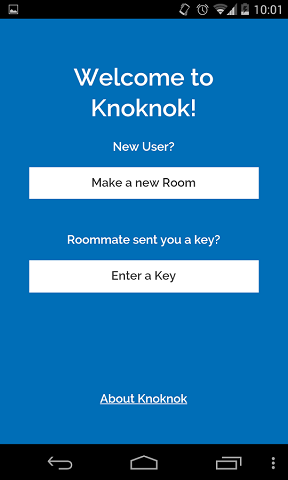 10:01
Welcome to
Knoknok!
New User?
Make a new Room
Roommate sent you a key?
Enter a Key
About Knoknok